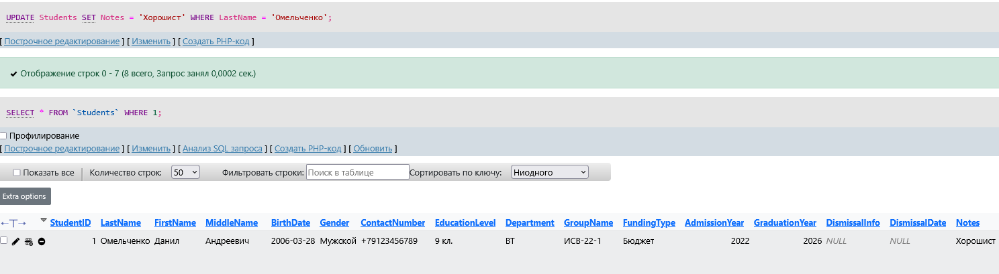 UPDATE Students SET Notes = 'Хорошист' WHERE LastName = 'Омельченко';
[ Построчное редактирование ] [ Изменить ] [ Создать PHP-код ]
Отображение строк 0 - 7 (8 всего, Запрос занял 0,0002 сек.)
SELECT * FROM `Students` WHERE 1;
Профилирование
[ Построчное редактирование ] [ Изменить ] [ Анализ SQL запроса ] [ Создать PHP-код ] [ Обновить ]
Показать все Количество строк: 50 Фильтровать строки: Поиск в таблице Сортировать по ключу: Ниодного
Extra options
←T→ StudentID LastName FirstName MiddleName BirthDate Gender ContactNumber EducationLevel Department GroupName FundingType AdmissionYear GraduationYear DismissalInfo DismissalDate Notes
1 Омельченко Данил Андреевич 2006-03-28 Мужской +79123456789 9 кл. ВТ ИСВ-22-1 Бюджет 2022 2026 NULL NULL Хорошист